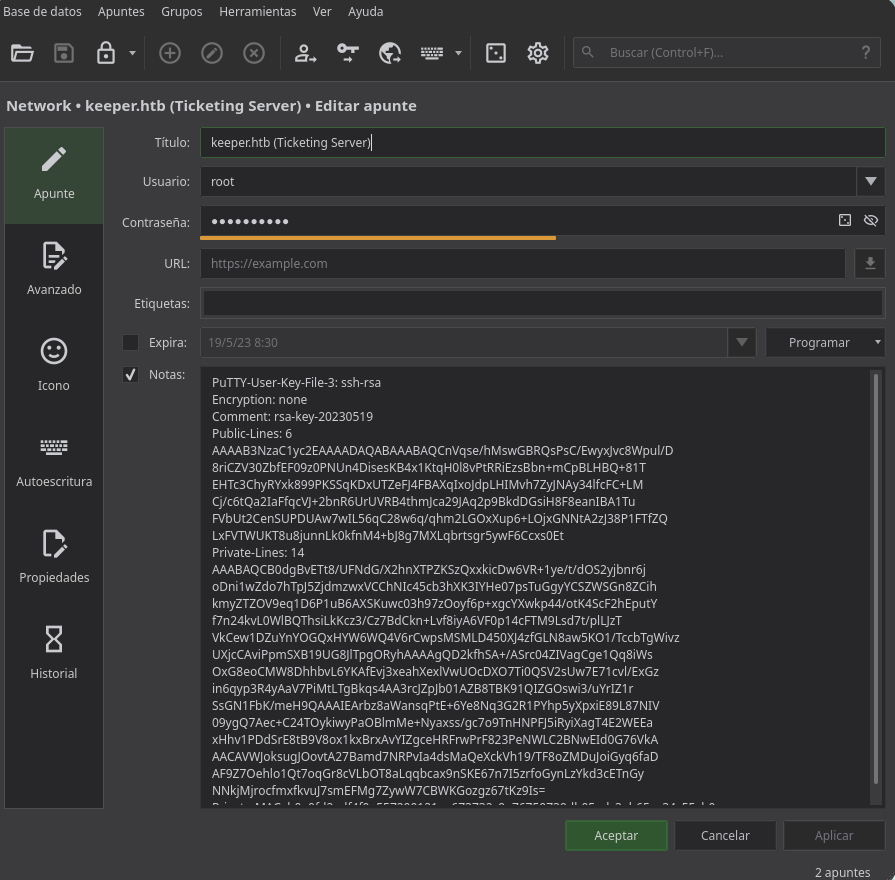 Base de datos Apuntes Grupos Herramientas Ver Ayuda
Buscar (Control+F)... ?
Network • keeper.htb (Ticketing Server) • Editar apunte
Apunte
Avanzado
Icono
Autoescritura
Propiedades
Historial
Título: keeper.htb (Ticketing Server)
Usuario: root
Contraseña: ●●●●●●●●●●
URL: https://example.com
Etiquetas:
Expira: 19/5/23 8:30 Programar
Notas:
PuTTY-User-Key-File-3: ssh-rsa
Encryption: none
Comment: rsa-key-20230519
Public-Lines: 6
AAAAB3NzaC1yc2EAAAADAQABAAABAQCnVqse/hMswGBRQsPsC/EwyxJvc8Wpul/D
8riCZV30ZbfEF09z0PNUn4DisesKB4x1KtqH0l8vPtRRiEzsBbn+mCpBLHBQ+81T
EHTc3ChyRYxk899PKSSqKDxUTZeFJ4FBAXqIxoJdpLHIMvh7ZyJNAy34lfcFC+LM
Cj/c6tQa2IaFfqcVJ+2bnR6UrUVRB4thmJca29JAq2p9BkdDGsiH8F8eanIBA1Tu
FVbUt2CenSUPDUAw7wIL56qC28w6q/qhm2LGOxXup6+LOjxGNNtA2zJ38P1FTfZQ
LxFVTWUKT8u8junnLk0kfnM4+bJ8g7MXLqbrtsgr5ywF6Ccxs0Et
Private-Lines: 14
AAABAQCB0dgBvETt8/UFNdG/X2hnXTPZKSzQxxkicDw6VR+1ye/t/dOS2yjbnr6j
oDni1wZdo7hTpJ5ZjdmzwxVCChNIc45cb3hXK3IYHe07psTuGgyYCSZWSGn8ZCih
kmyZTZOV9eq1D6P1uB6AXSKuwc03h97zOoyf6p+xgcYXwkp44/otK4ScF2hEputY
f7n24kvL0WlBQThsiLkKcz3/Cz7BdCkn+Lvf8iyA6VF0p14cFTM9Lsd7t/plLJzT
VkCew1DZuYnYOGQxHYW6WQ4V6rCwpsMSMLD450XJ4zfGLN8aw5KO1/TccbTgWivz
UXjcCAviPpmSXB19UG8JlTpgORyhAAAAgQD2kfhSA+/ASrc04ZIVagCge1Qq8iWs
OxG8eoCMW8DhhbvL6YKAfEvj3xeahXexlVwUOcDXO7Ti0QSV2sUw7E71cvl/ExGz
in6qyp3R4yAaV7PiMtLTgBkqs4AA3rcJZpJb01AZB8TBK91QIZGOswi3/uYrIZ1r
SsGN1FbK/meH9QAAAIEArbz8aWansqPtE+6Ye8Nq3G2R1PYhp5yXpxiE89L87NIV
09ygQ7Aec+C24TOykiwyPaOBlmMe+Nyaxss/gc7o9TnHNPFJ5iRyiXagT4E2WEEa
xHhv1PDdSrE8tB9V8ox1kxBrxAvYIZgceHRFrwPrF823PeNWLC2BNwEId0G76VkA
AACAVWJoksugJOovtA27Bamd7NRPvIa4dsMaQeXckVh19/TF8oZMDuJoiGyq6faD
AF9Z7Oehlo1Qt7oqGr8cVLbOT8aLqqbcax9nSKE67n7I5zrfoGynLzYkd3cETnGy
NNkjMjrocfmxfkvuJ7smEFMg7ZywW7CBWKGozgz67tKz9Is=
Aceptar Cancelar Aplicar
2 apuntes